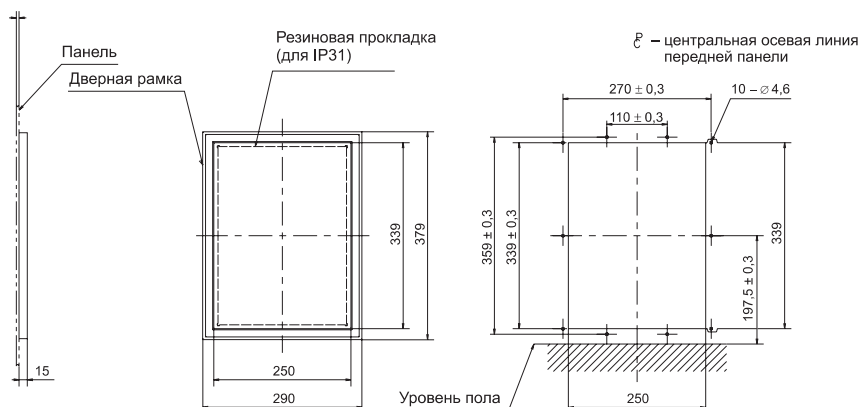 Панель
Дверная рамка
Резиновая прокладка
(для IP31)
℄ – центральная осевая линия
передней панели
270 ± 0,3
10 – ∅ 4,6
110 ± 0,3
339
379
359 ± 0,3
339 ± 0,3
339
197,5 ± 0,3
15
250
290
Уровень пола
250